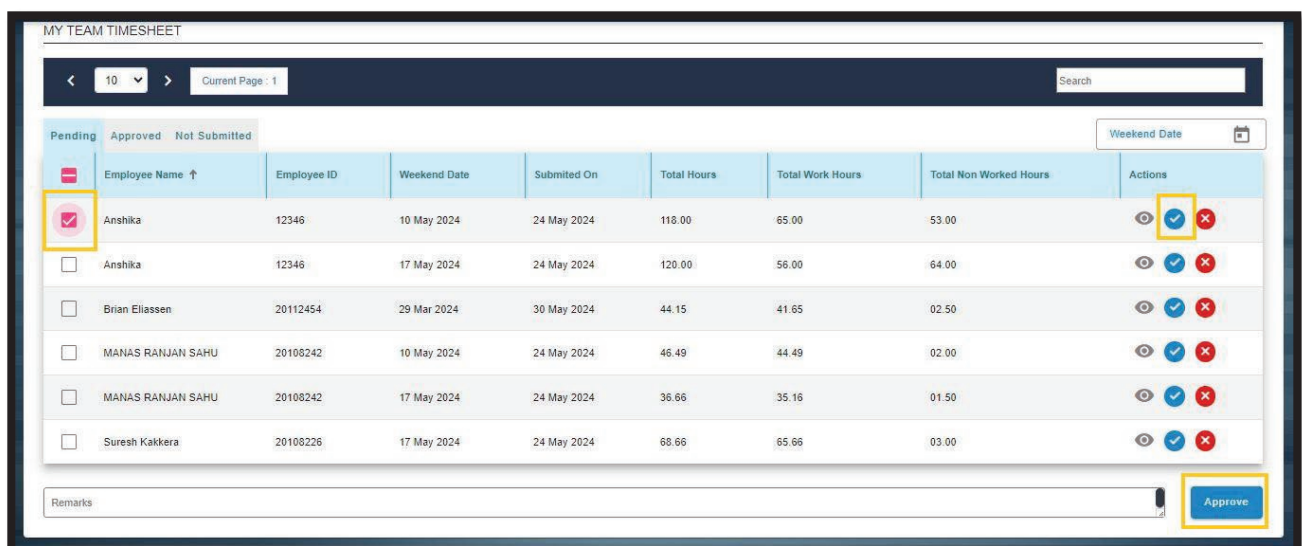 MY TEAM TIMESHEET
10 Current Page : 1 Search
Pending Approved Not Submitted Weekend Date
Employee Name ↑ Employee ID Weekend Date Submited On Total Hours Total Work Hours Total Non Worked Hours Actions
Anshika 12346 10 May 2024 24 May 2024 118.00 65.00 53.00
Anshika 12346 17 May 2024 24 May 2024 120.00 56.00 64.00
Brian Eliassen 20112454 29 Mar 2024 30 May 2024 44.15 41.65 02.50
MANAS RANJAN SAHU 20108242 10 May 2024 24 May 2024 46.49 44.49 02.00
MANAS RANJAN SAHU 20108242 17 May 2024 24 May 2024 36.66 35.16 01.50
Suresh Kakkera 20108226 17 May 2024 24 May 2024 68.66 65.66 03.00
Remarks Approve